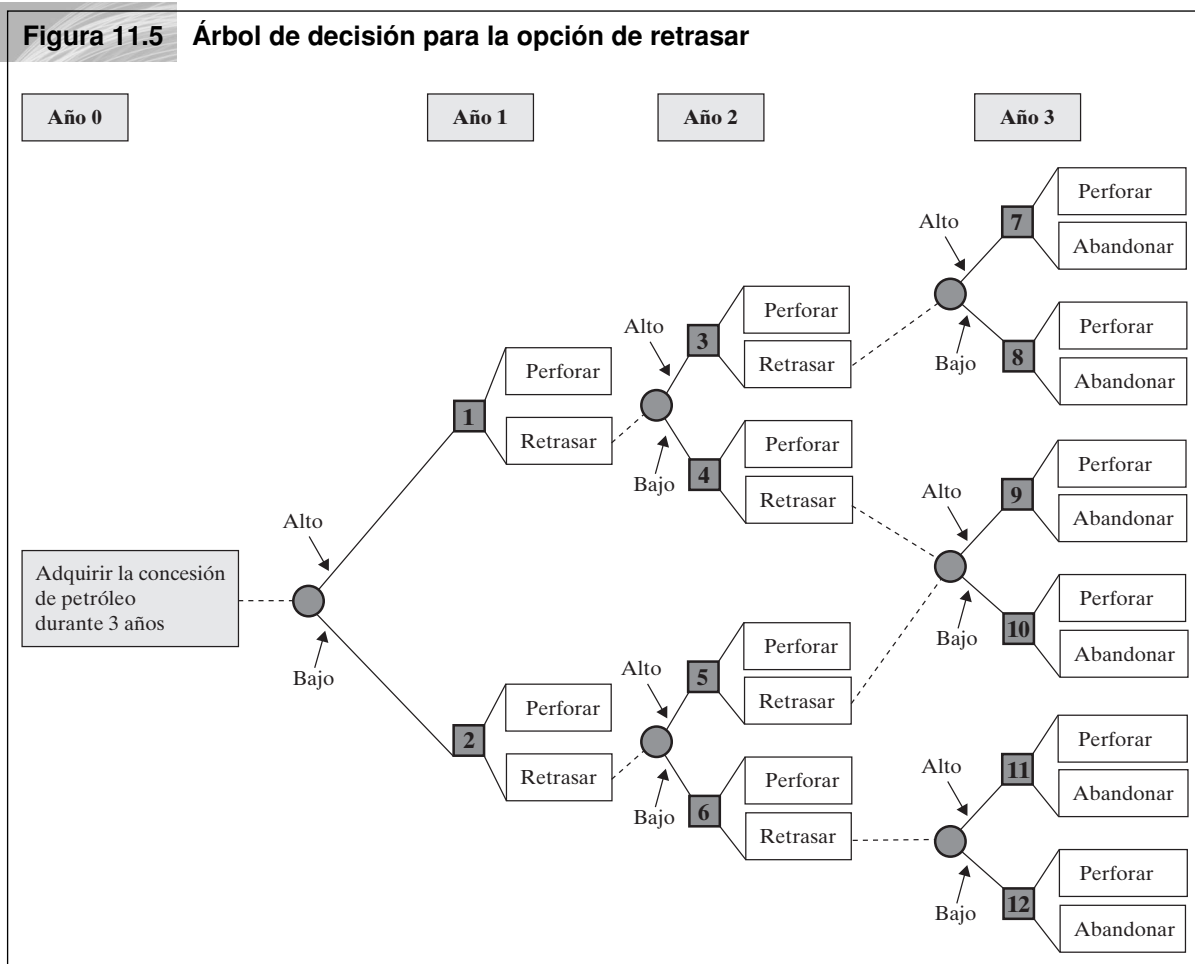 Figura 11.5 Árbol de decisión para la opción de retrasar
Año 0
Año 1
Año 2
Año 3
Perforar
Alto
7
Abandonar
Perforar
Alto
3
Bajo
8
Perforar
Retrasar
Abandonar
Perforar
1
Retrasar
Perforar
Bajo
4
Perforar
Alto
9
Retrasar
Abandonar
Alto
Adquirir la concesión
de petróleo
durante 3 años
Perforar
Bajo
10
Abandonar
Bajo
Perforar
Alto
5
Retrasar
Perforar
2
Retrasar
Perforar
Alto
11
Abandonar
Perforar
Bajo
6
Retrasar
Perforar
Bajo
12
Abandonar